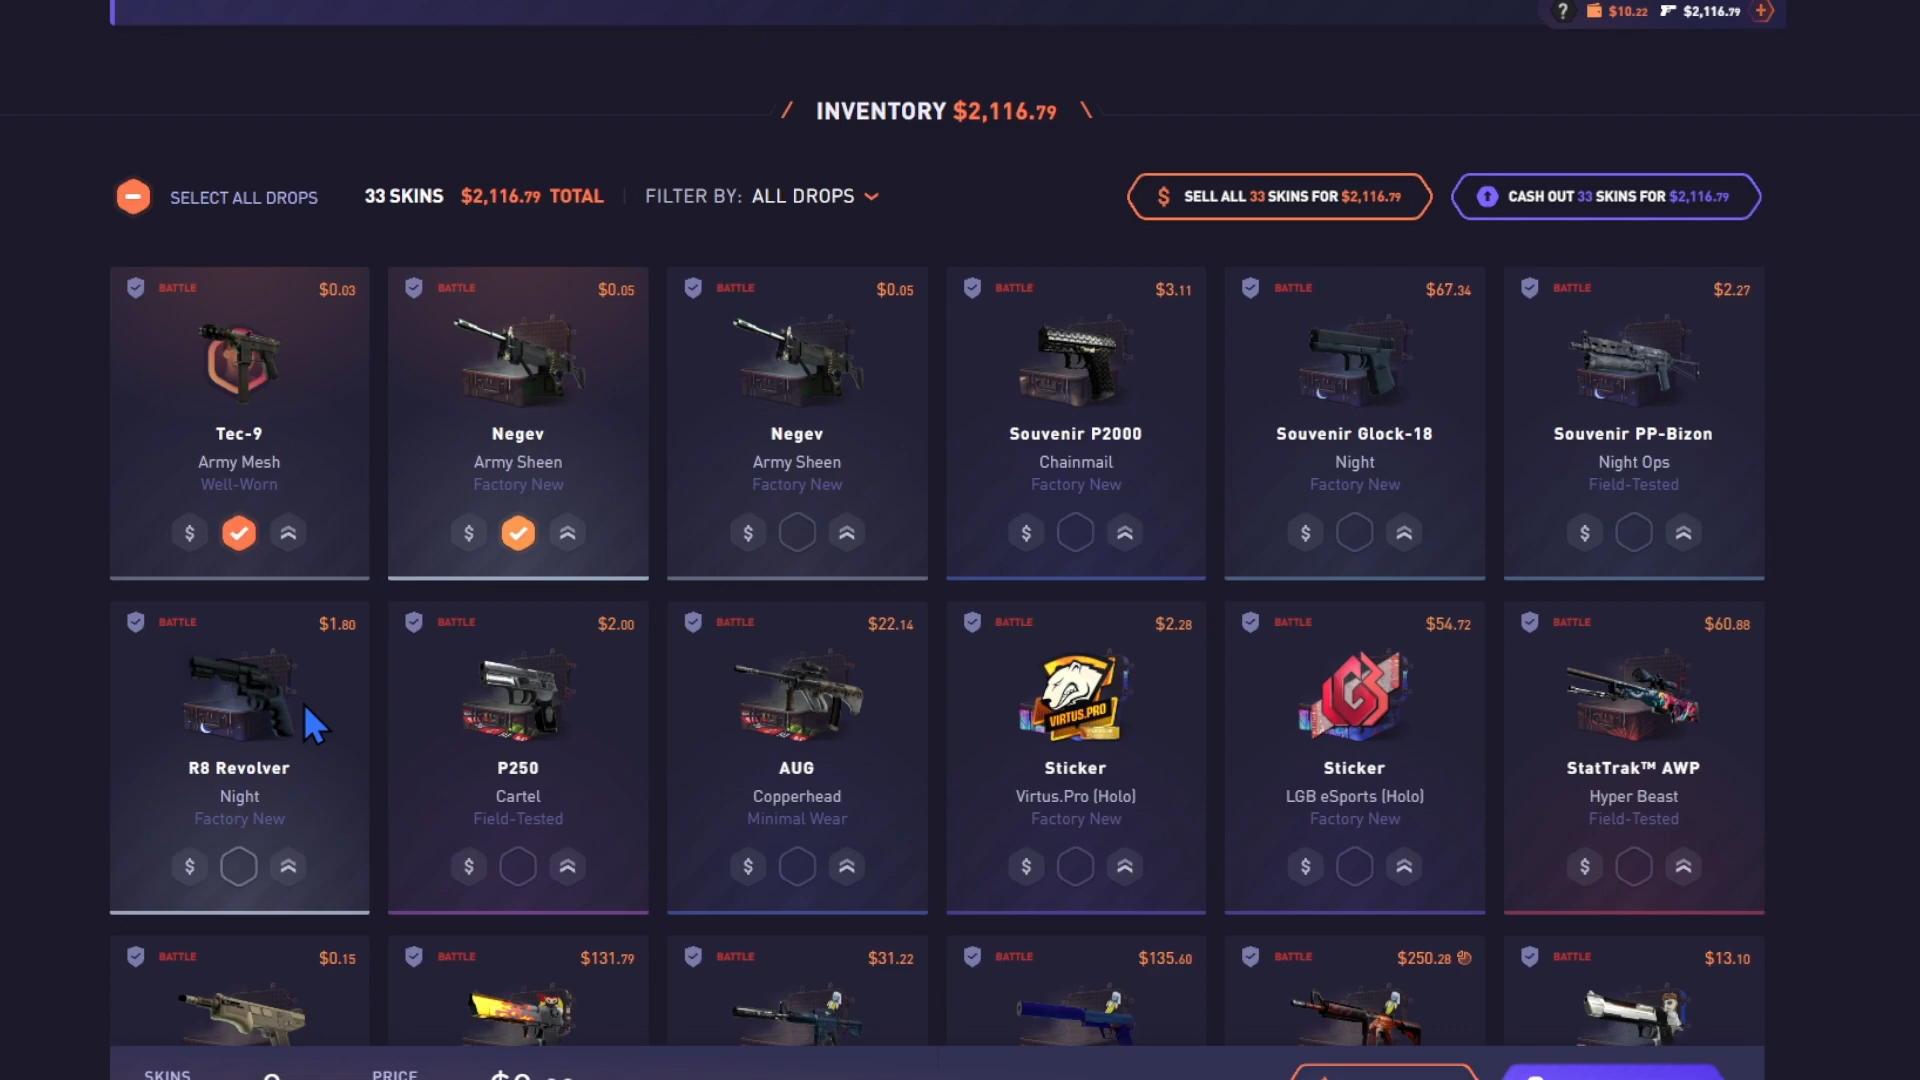 ? $10.22 $2,116.79 +
/ INVENTORY $2,116.79 \
SELECT ALL DROPS 33 SKINS $2,116.79 TOTAL FILTER BY: ALL DROPS
$ SELL ALL 33 SKINS FOR $2,116.79
CASH OUT 33 SKINS FOR $2,116.79
BATTLE $0.03
Tec-9
Army Mesh
Well-Worn
$
BATTLE $0.05
Negev
Army Sheen
Factory New
$
BATTLE $0.05
Negev
Army Sheen
Factory New
$
BATTLE $3.11
Souvenir P2000
Chainmail
Factory New
$
BATTLE $67.34
Souvenir Glock-18
Night
Factory New
$
BATTLE $2.27
Souvenir PP-Bizon
Night Ops
Field-Tested
$
BATTLE $1.80
R8 Revolver
Night
Factory New
$
BATTLE $2.00
P250
Cartel
Field-Tested
$
BATTLE $22.14
AUG
Copperhead
Minimal Wear
$
BATTLE $2.28
VIRTUS.PRO
Sticker
Virtus.Pro (Holo)
Factory New
$
BATTLE $54.72
Sticker
LGB eSports (Holo)
Factory New
$
BATTLE $60.88
StatTrak™ AWP
Hyper Beast
Field-Tested
$
BATTLE $0.15
BATTLE $131.79
BATTLE $31.22
BATTLE $135.60
BATTLE $250.28
BATTLE $13.10
SKINS PRICE